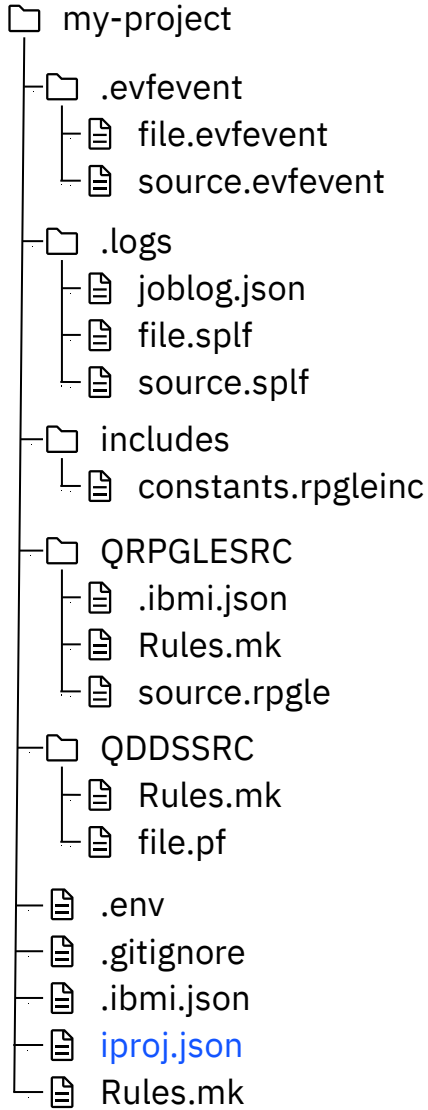 my-project
.evfevent
file.evfevent
source.evfevent
.logs
joblog.json
file.splf
source.splf
includes
constants.rpgleinc
QRPGLESRC
.ibmi.json
Rules.mk
source.rpgle
QDDSSRC
Rules.mk
file.pf
.env
.gitignore
.ibmi.json
iproj.json
Rules.mk